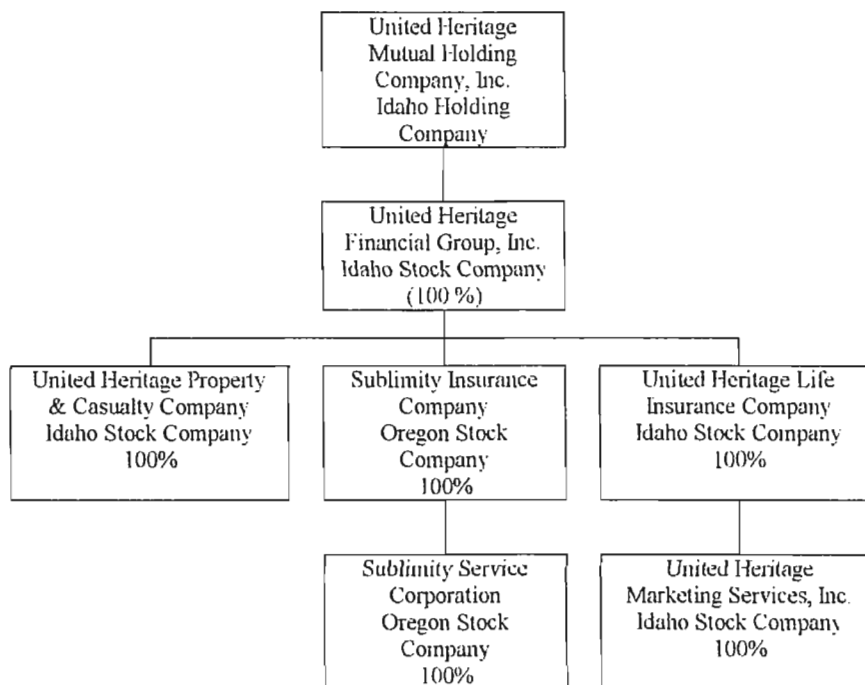 United Heritage
Mutual Holding
Company, Inc.
Idaho Holding
Company
United Heritage
Financial Group, Inc.
Idaho Stock Company
(100 %)
United Heritage Property
& Casualty Company
Idaho Stock Company
100%
Sublimity Insurance
Company
Oregon Stock
Company
100%
United Heritage Life
Insurance Company
Idaho Stock Company
100%
Sublimity Service
Corporation
Oregon Stock
Company
100%
United Heritage
Marketing Services, Inc.
Idaho Stock Company
100%